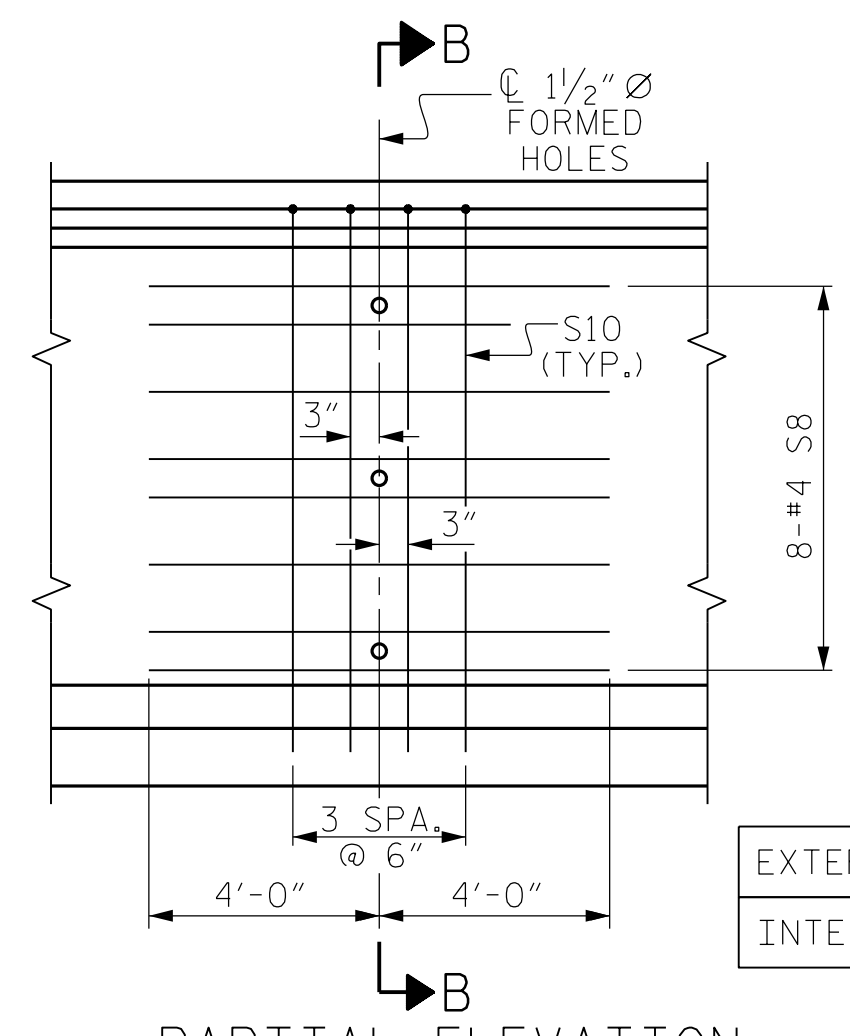 B
℄ 1½" Ø
FORMED
HOLES
S10
(TYP.)
3"
8-#4 S8
3"
3 SPA.
@ 6"
4'-0" 4'-0"
B